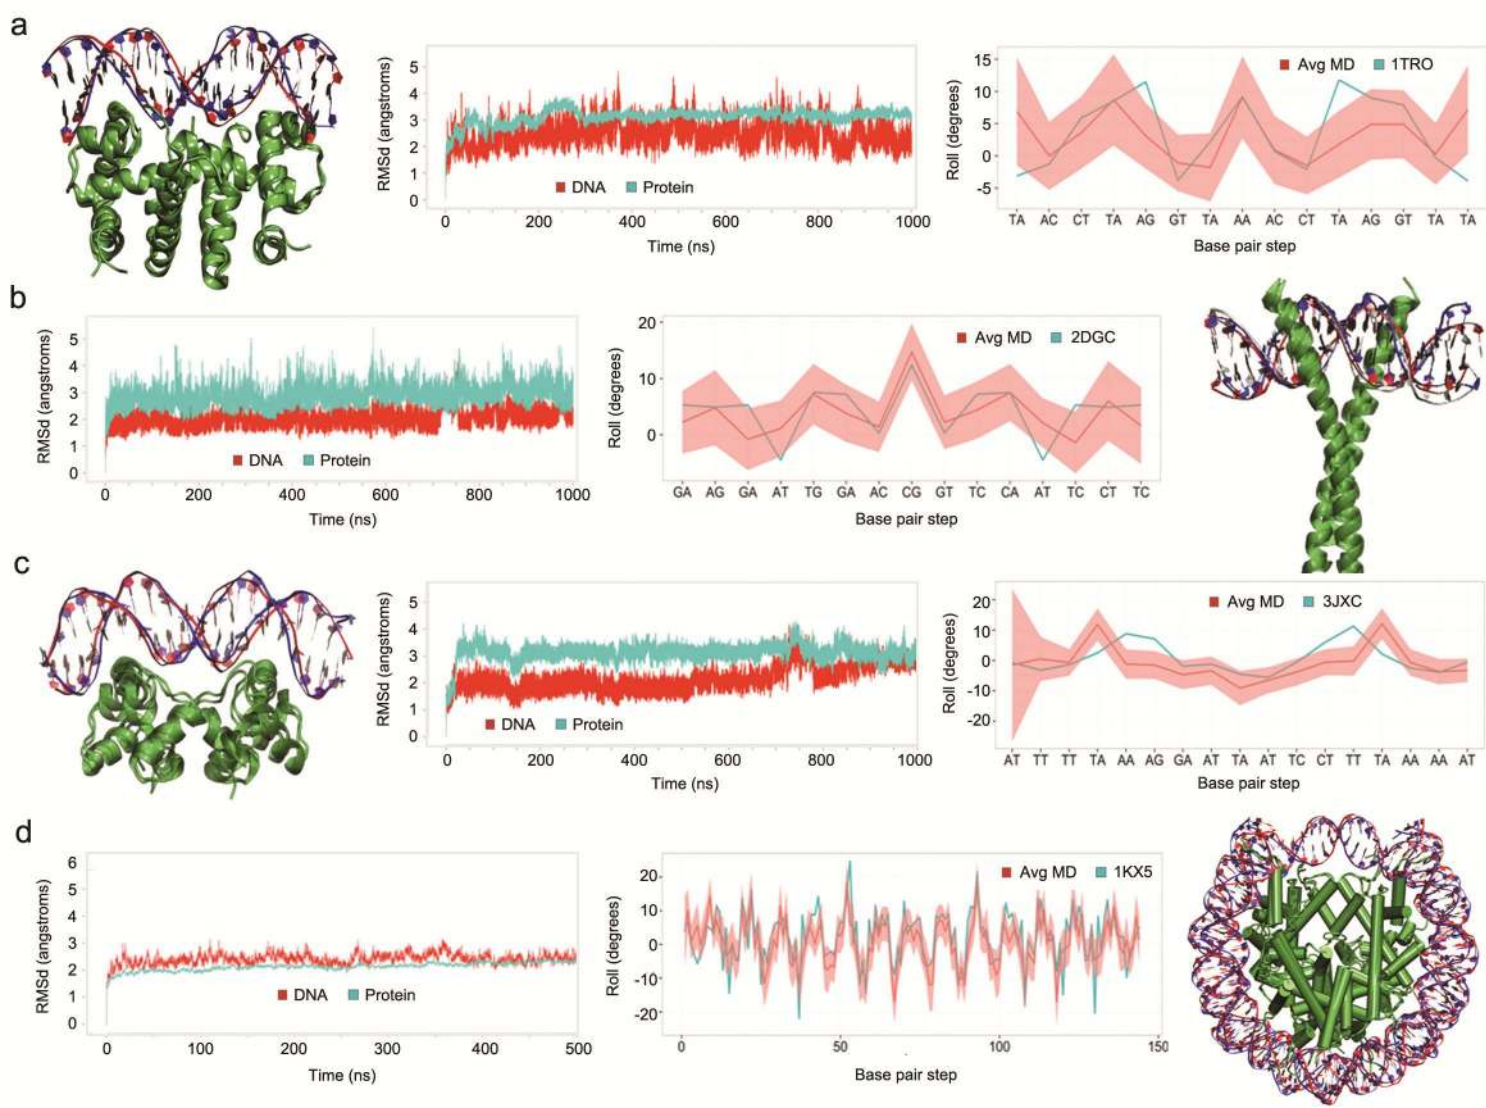 a
RMSd (angstroms)
5
4
3
2
1
0
DNA Protein
0 200 400 600 800 1000
Time (ns)
Roll (degrees)
15
10
5
0
-5
Avg MD 1TRO
TA AC CT TA AG GT TA AA AC CT TA AG GT TA TA
Base pair step
b
RMSd (angstroms)
5
4
3
2
1
0
DNA Protein
0 200 400 600 800 1000
Time (ns)
Roll (degrees)
20
10
0
Avg MD 2DGC
GA AG GA AT TG GA AC CG GT TC CA AT TC CT TC
Base pair step
c
RMSd (angstroms)
5
4
3
2
1
0
DNA Protein
0 200 400 600 800 1000
Time (ns)
Roll (degrees)
20
10
0
-10
-20
Avg MD 3JXC
AT TT TT TA AA AG GA AT TA AT TC CT TT TA AA AA AT
Base pair step
d
RMSd (angstroms)
6
5
4
3
2
1
0
DNA Protein
0 100 200 300 400 500
Time (ns)
Roll (degrees)
20
10
0
-10
-20
Avg MD 1KX5
0 50 100 150
Base pair step